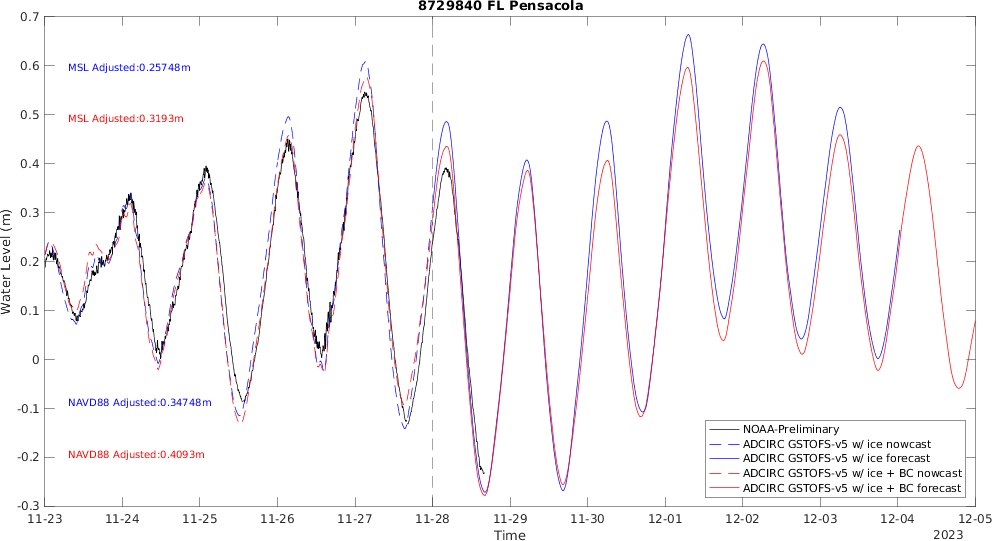 8729840 FL Pensacola
0.7
0.6
0.5
0.4
0.3
0.2
0.1
0
-0.1
-0.2
-0.3
Water Level (m)
MSL Adjusted:0.25748m
MSL Adjusted:0.3193m
NAVD88 Adjusted:0.34748m
NAVD88 Adjusted:0.4093m
NOAA-Preliminary
ADCIRC GSTOFS-v5 w/ ice nowcast
ADCIRC GSTOFS-v5 w/ ice forecast
ADCIRC GSTOFS-v5 w/ ice + BC nowcast
ADCIRC GSTOFS-v5 w/ ice + BC forecast
11-23 11-24 11-25 11-26 11-27 11-28 11-29 11-30 12-01 12-02 12-03 12-04 12-05
Time
2023